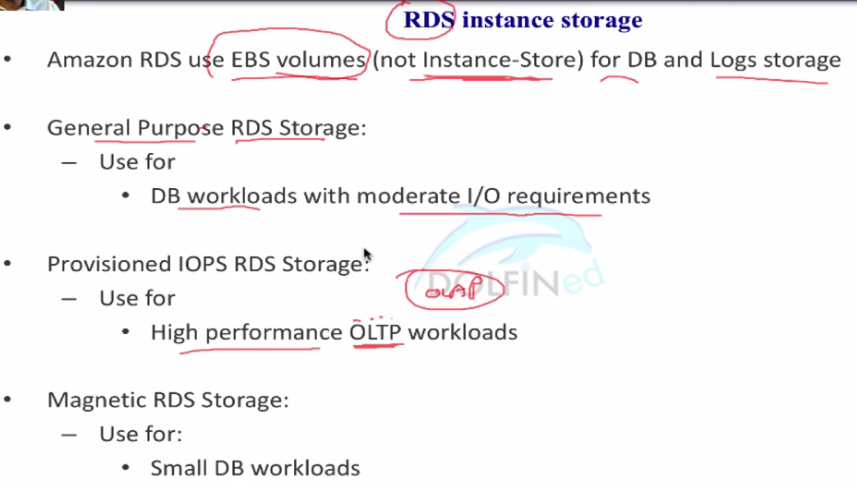 RDS instance storage
• Amazon RDS use EBS volumes (not Instance-Store) for DB and Logs storage
• General Purpose RDS Storage:
– Use for
• DB workloads with moderate I/O requirements
• Provisioned IOPS RDS Storage:
OLAP
DOLFINed
– Use for
• High performance OLTP workloads
• Magnetic RDS Storage:
– Use for:
• Small DB workloads